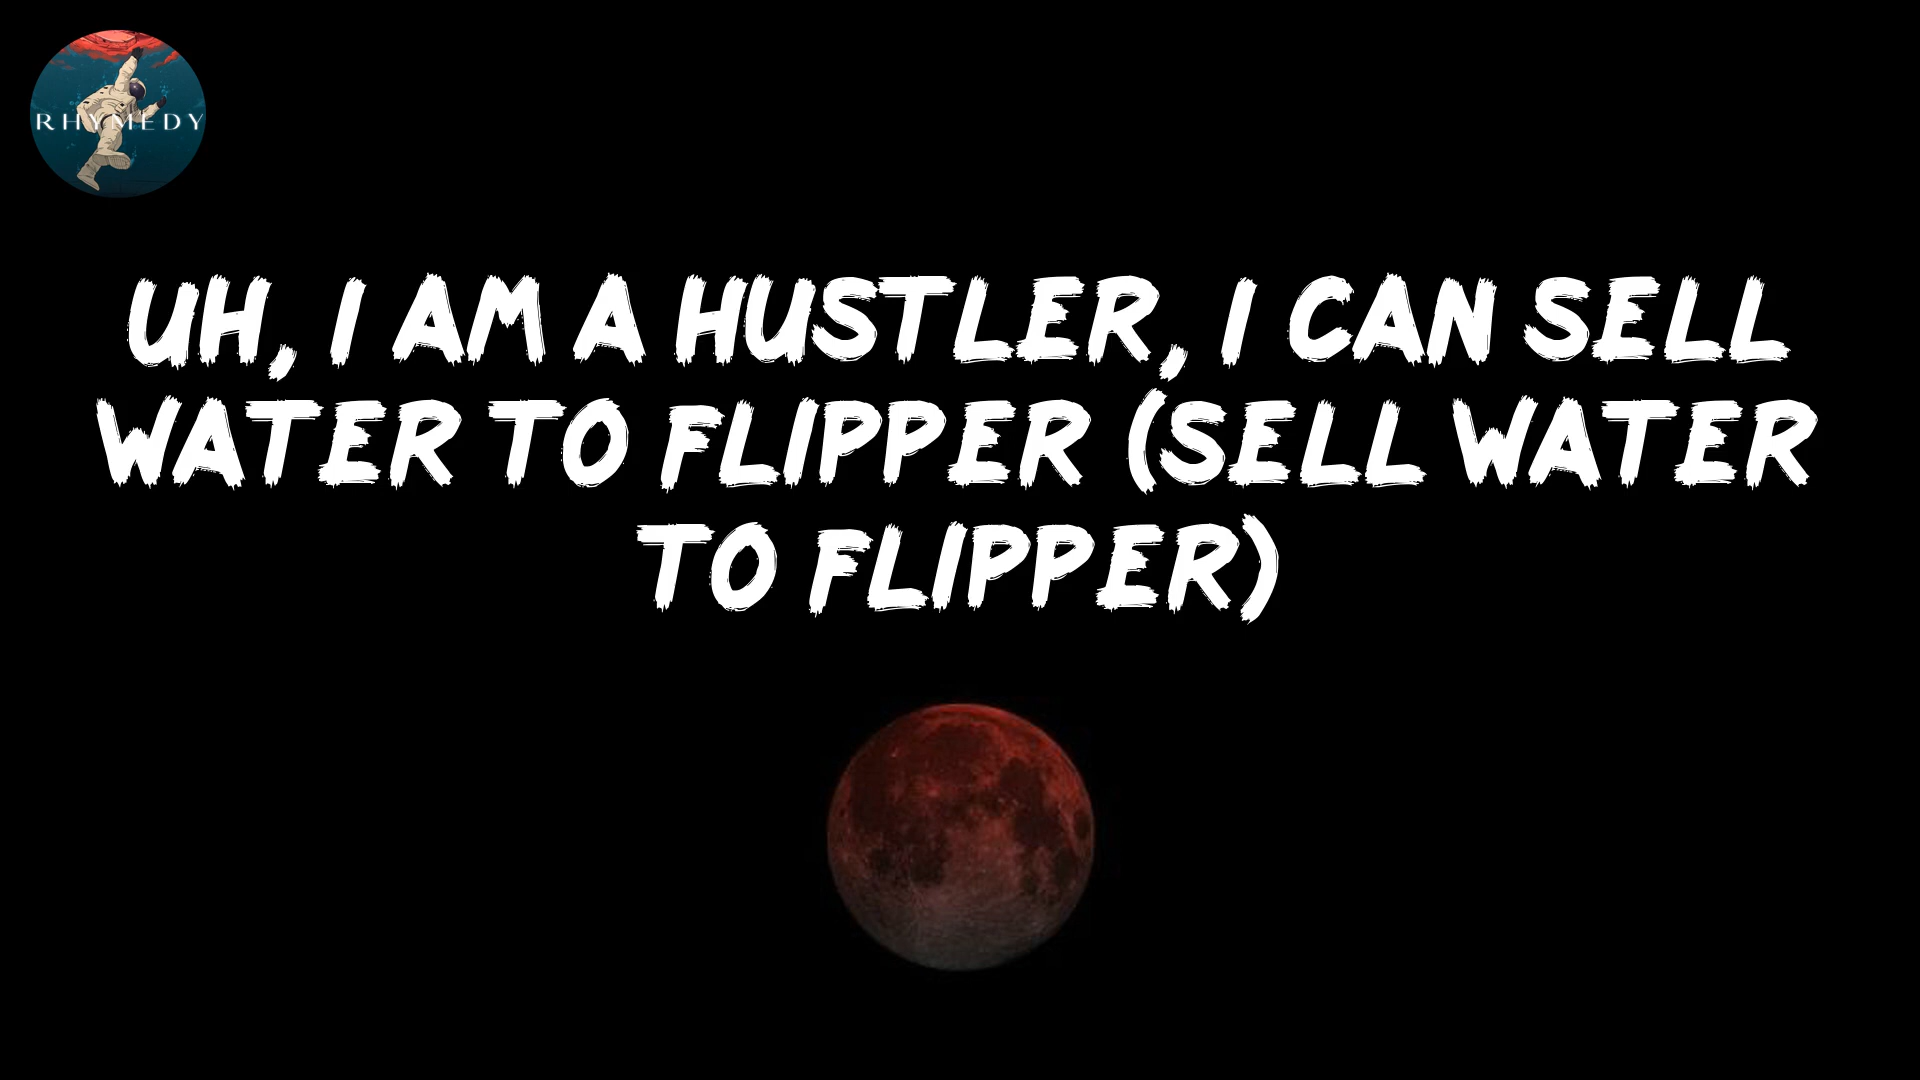 RHYMEDY
UH, I AM A HUSTLER, I CAN SELL
WATER TO FLIPPER (SELL WATER
TO FLIPPER)